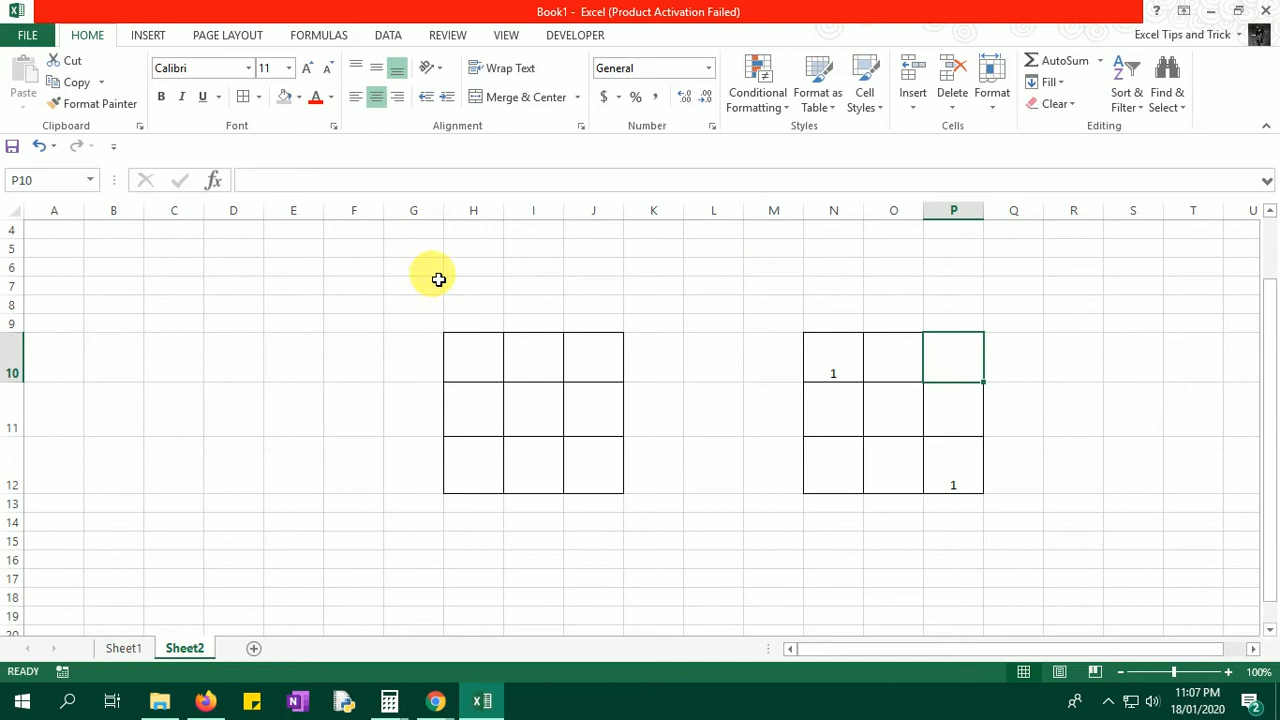 Book1 - Excel (Product Activation Failed)
FILE HOME INSERT PAGE LAYOUT FORMULAS DATA REVIEW VIEW DEVELOPER Excel Tips and Trick
Paste Cut Copy Format Painter
Clipboard
Calibri 11
B I U A
Font
Wrap Text
Merge & Center
Alignment
General
$ % ,
Number
Conditional Formatting Format as Table Cell Styles
Styles
Insert Delete Format
Cells
AutoSum Fill Clear
Sort & Filter Find & Select
Editing
P10 fx
A B C D E F G H I J K L M N O P Q R S T U
4
5
6
7
8
9
10 1
11
12 1
13
14
15
16
17
18
19
20
Sheet1 Sheet2
READY 100%
11:07 PM
18/01/2020
2